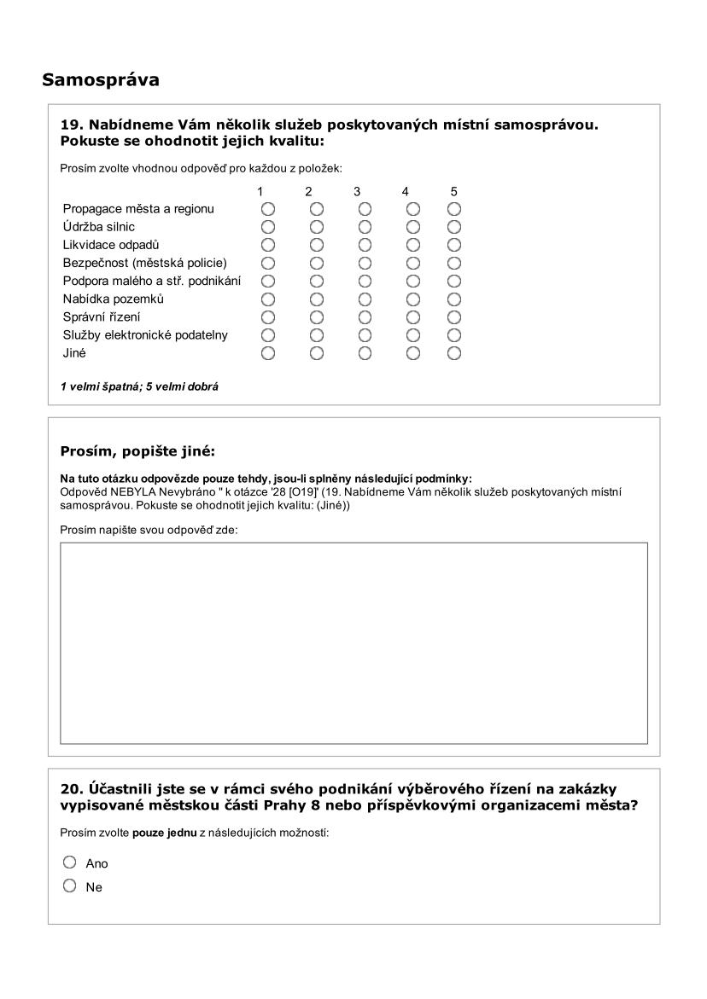 Samospráva
19. Nabídneme Vám několik služeb poskytovaných místní samosprávou.
Pokuste se ohodnotit jejich kvalitu:
Prosím zvolte vhodnou odpověď pro každou z položek:
1 2 3 4 5
Propagace města a regionu
Údržba silnic
Likvidace odpadů
Bezpečnost (městská policie)
Podpora malého a stř. podnikání
Nabídka pozemků
Správní řízení
Služby elektronické podatelny
Jiné
1 velmi špatná; 5 velmi dobrá
Prosím, popište jiné:
Na tuto otázku odpovězde pouze tehdy, jsou-li splněny následující podmínky:
Odpověd NEBYLA Nevybráno '' k otázce '28 [O19]' (19. Nabídneme Vám několik služeb poskytovaných místní
samosprávou. Pokuste se ohodnotit jejich kvalitu: (Jiné))
Prosím napište svou odpověď zde:
20. Účastnili jste se v rámci svého podnikání výběrového řízení na zakázky
vypisované městskou části Prahy 8 nebo příspěvkovými organizacemi města?
Prosím zvolte pouze jednu z následujících možností:
Ano
Ne